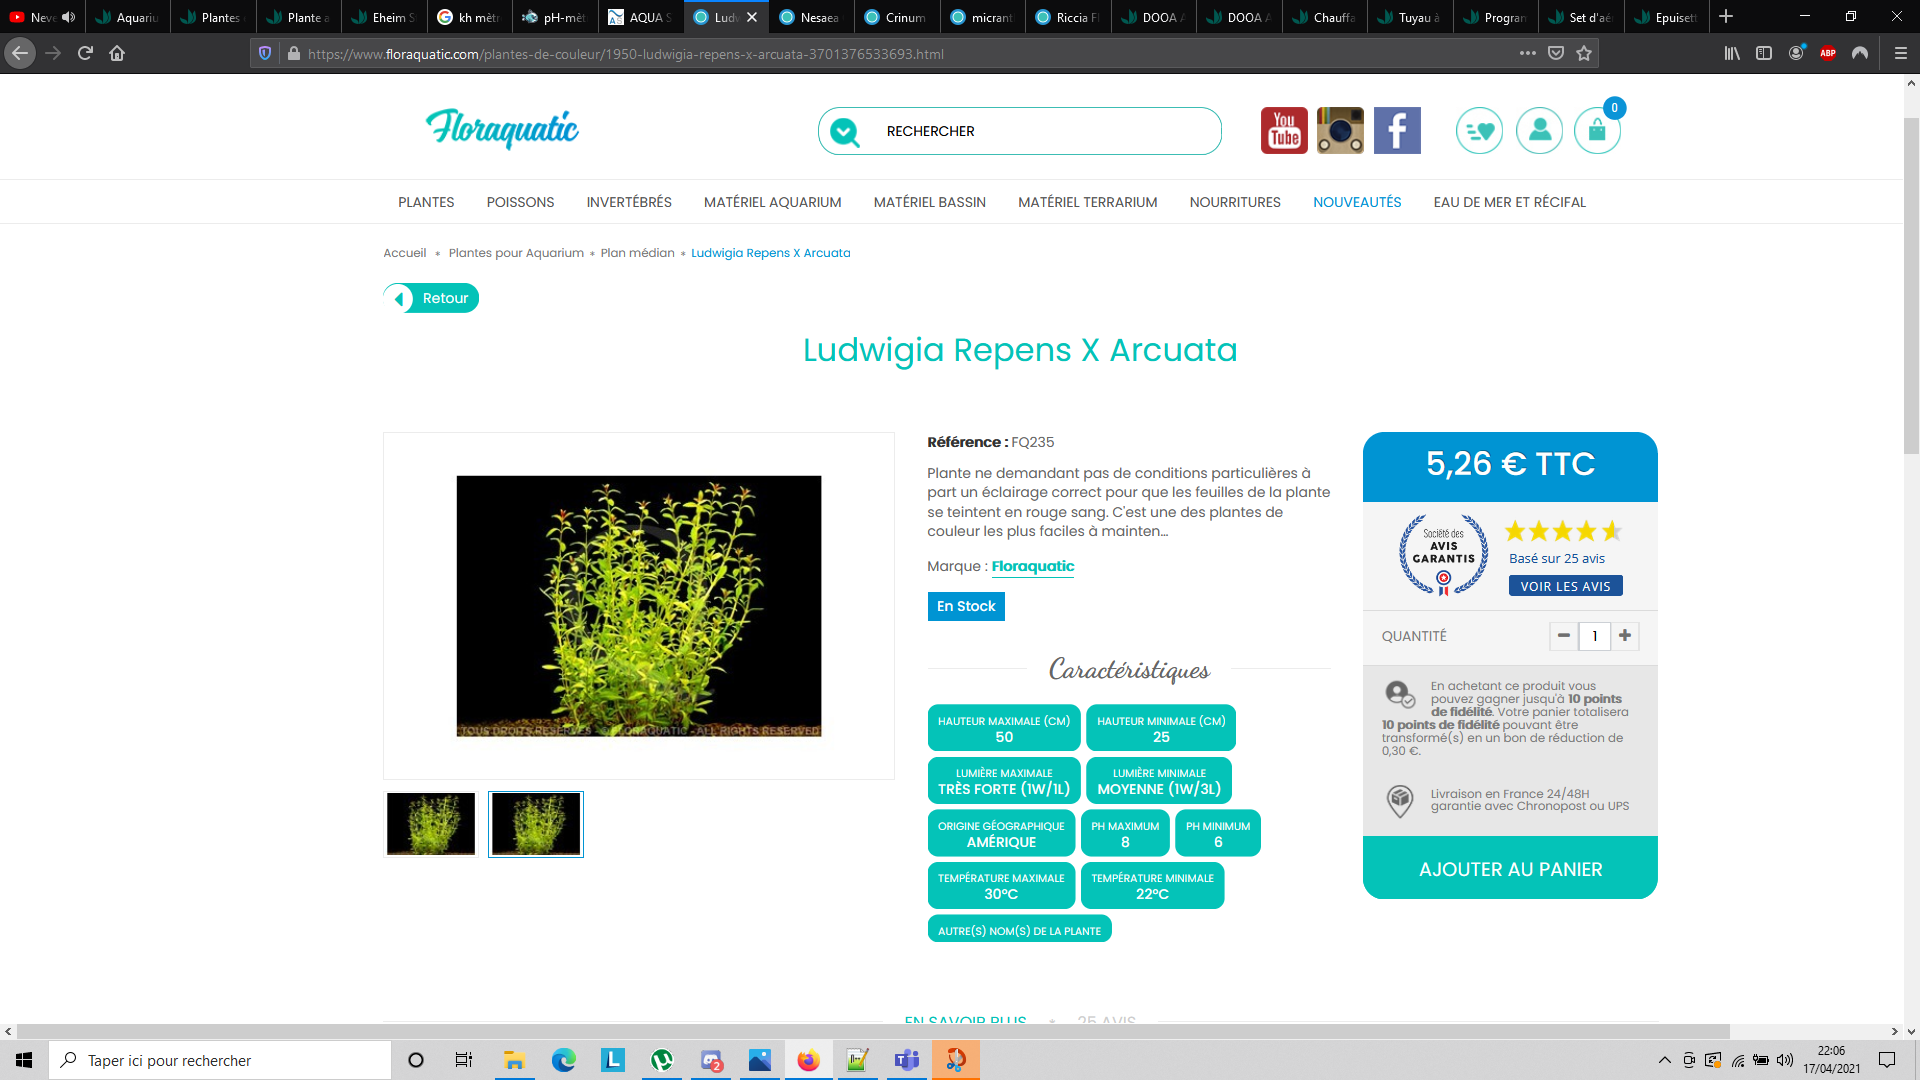 Neve
Aquariu
Plantes
Plante a
Eheim S
kh mètr
pH-mèt
AQUA S
Ludw
Nesaea
Crinum
micrant
Riccia Fl
DOOA A
DOOA A
Chauffa
Tuyau à
Program
Set d'aé
Epuisett
https://www.floraquatic.com/plantes-de-couleur/1950-ludwigia-repens-x-arcuata-3701376533693.html
ABP
Floraquatic
RECHERCHER
You
Tube
f
0
PLANTES
POISSONS
INVERTÉBRÉS
MATÉRIEL AQUARIUM
MATÉRIEL BASSIN
MATÉRIEL TERRARIUM
NOURRITURES
NOUVEAUTÉS
EAU DE MER ET RÉCIFAL
Accueil * Plantes pour Aquarium * Plan médian * Ludwigia Repens X Arcuata
Retour
Ludwigia Repens X Arcuata
TOUS DROITS RESERVES - ©FLORAQUATIC - ALL RIGHTS RESERVED
Référence : FQ235
Plante ne demandant pas de conditions particulières à
part un éclairage correct pour que les feuilles de la plante
se teintent en rouge sang. C'est une des plantes de
couleur les plus faciles à mainten...
Marque : Floraquatic
En Stock
Caractéristiques
HAUTEUR MAXIMALE (CM)
50
HAUTEUR MINIMALE (CM)
25
LUMIÈRE MAXIMALE
TRÈS FORTE (1W/1L)
LUMIÈRE MINIMALE
MOYENNE (1W/3L)
ORIGINE GÉOGRAPHIQUE
AMÉRIQUE
PH MAXIMUM
8
PH MINIMUM
6
TEMPÉRATURE MAXIMALE
30°C
TEMPÉRATURE MINIMALE
22°C
AUTRE(S) NOM(S) DE LA PLANTE
5,26 € TTC
Société des
AVIS
GARANTIS
Basé sur 25 avis
VOIR LES AVIS
QUANTITÉ
1
En achetant ce produit vous
pouvez gagner jusqu'à 10 points
de fidélité. Votre panier totalisera
10 points de fidélité pouvant être
transformé(s) en un bon de réduction de
0,30 €.
Livraison en France 24/48H
garantie avec Chronopost ou UPS
AJOUTER AU PANIER
EN SAVOIR PLUS * 25 AVIS
Taper ici pour rechercher
L
2
22:06
17/04/2021